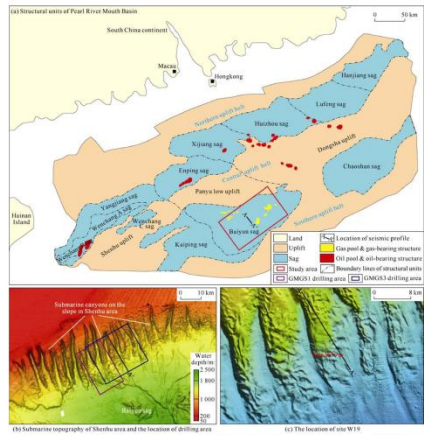 (a) Structural units of Pearl River Mouth Basin
0 50 km
South China continent
Macau
Hongkong
Hanjiang sag
Lufeng sag
Northern uplift belt
Huizhou sag
Xijiang sag
Dongsha uplift
Enping sag
Central uplift belt
Chaoshan sag
Panyu low uplift
Yangjiang sag
Hainan
Island
Wenchang A sag
Wenchang
C sag
Southern uplift belt
Baiyun sag
Shenhu uplift
Kaiping sag
Land
Uplift
Sag
Study area
GMGS1 drilling area
Location of seismic profile
Gas pool & gas-bearing structure
Oil pool & oil-bearing structure
Boundary lines of structural units
GMGS3 drilling area
0 10 km
Submarine canyons on the
slope in Shenhu area
Water
depth/m
2 500
1 800
1 000
200
50
Baiyun sag
0 8 km
(b) Submarine topography of Shenhu area and the location of drilling area
(c) The location of site W19